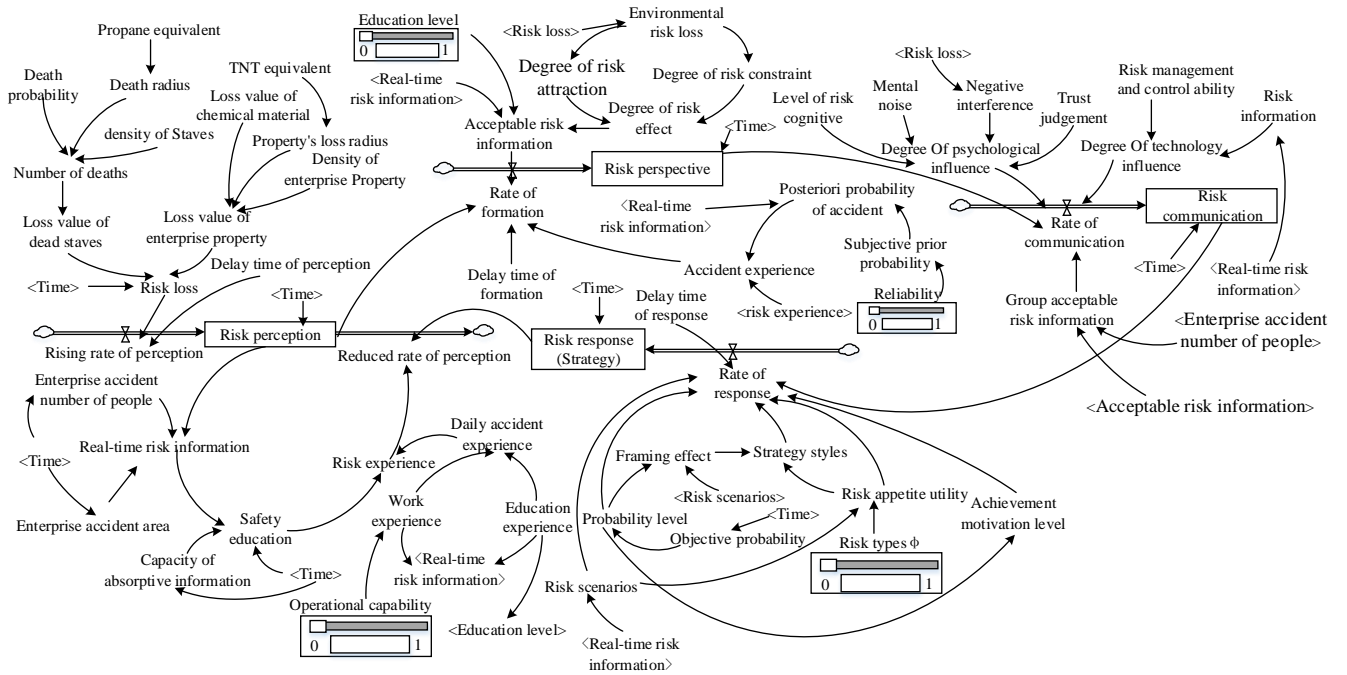 Propane equivalent
Death
probability
Death radius
density of Staves
Number of deaths
Loss value of
dead staves
TNT equivalent
Loss value of
chemical material
Property's loss radius
Density of
enterprise Property
Loss value of
enterprise property
Delay time of perception
<Time>
Risk loss
<Time>
Risk perception
Rising rate of perception
Reduced rate of perception
Education level
0
1
<Real-time
risk information>
Acceptable risk
information
<Risk loss>
Environmental
risk loss
Degree of risk
attraction
Degree of risk constraint
Degree of risk
effect
<Time>
Risk perspective
Rate of
formation
Delay time of
formation
<Real-time
risk information>
Posteriori probability
of accident
Subjective prior
probability
Accident experience
<risk experience>
Reliability
0
1
Level of risk
cognitive
Mental
noise
<Risk loss>
Negative
interference
Trust
judgement
Degree Of psychological
influence
Risk management
and control ability
Risk
information
Degree Of technology
influence
Risk
communication
Rate of
communication
<Time>
<Real-time risk
information>
Group acceptable
risk information
<Enterprise accident
number of people>
<Acceptable risk information>
<Time>
Delay time
of response
Risk response
(Strategy)
Rate of
response
Enterprise accident
number of people
Real-time risk information
<Time>
Enterprise accident area
Safety
education
Capacity of
absorptive information
<Time>
Risk experience
Daily accident
experience
Work
experience
Education
experience
<Real-time
risk information>
<Education level>
Operational capability
0
1
Framing effect
Strategy styles
<Risk scenarios>
Probability level
<Time>
Objective probability
Risk appetite utility
Achievement
motivation level
Risk types ϕ
0
1
Risk scenarios
<Real-time risk
information>